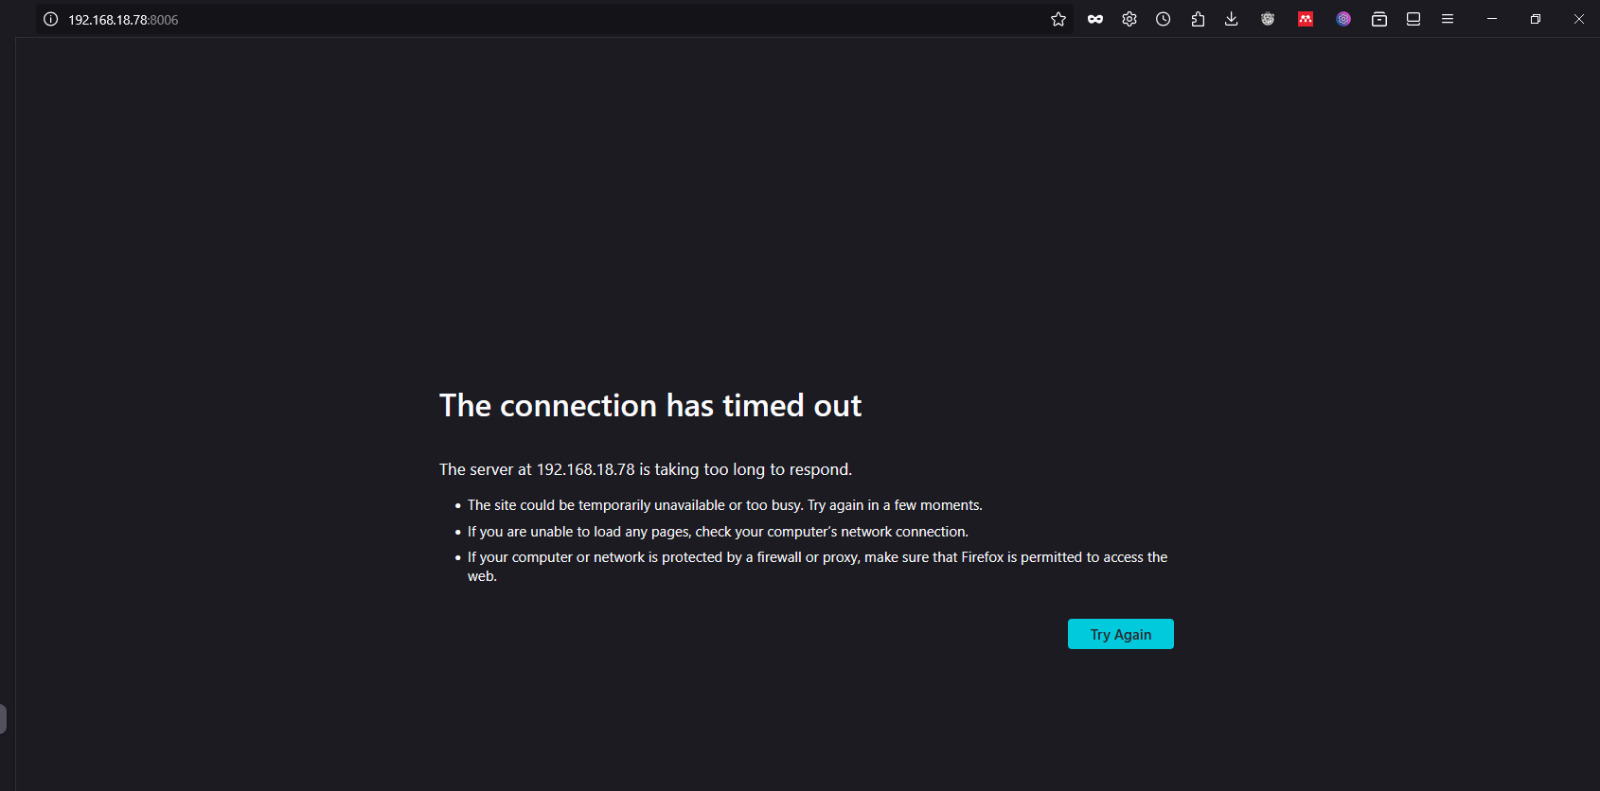 192.168.18.78:8006
The connection has timed out
The server at 192.168.18.78 is taking too long to respond.
The site could be temporarily unavailable or too busy. Try again in a few moments.
If you are unable to load any pages, check your computer’s network connection.
If your computer or network is protected by a firewall or proxy, make sure that Firefox is permitted to access the
web.
Try Again